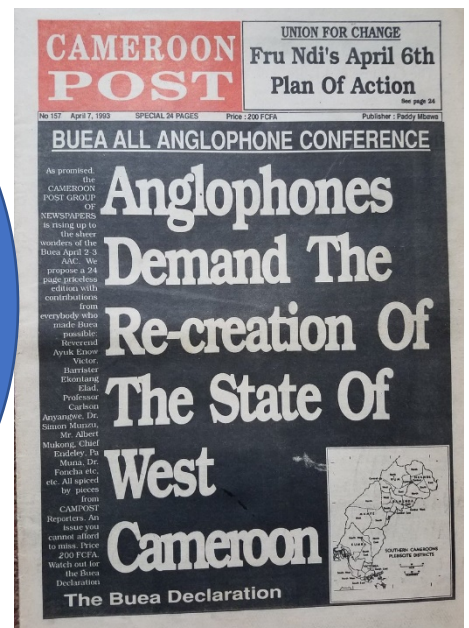 CAMEROON
POST
UNION FOR CHANGE
Fru Ndi's April 6th
Plan Of Action
See page 24
No 157 April 7, 1993 SPECIAL 24 PAGES Price : 200 FCFA Publisher : Paddy Mbawa
BUEA ALL ANGLOPHONE CONFERENCE
As promised,
the
CAMEROON
POST GROUP
OF
NEWSPAPERS
is rising up to
the sheer
wonders of the
Buea April 2-3
AAC. We
propose a 24
page priceless
edition with
contributions
from
everybody who
made Buea
possible:
Reverend
Ayuk Enow
Victor,
Barrister
Ekontang
Elad,
Professor
Carlson
Anyangwe, Dr.
Simon Munzu,
Mr. Albert
Mukong, Chief
Endeley, Pa
Muna, Dr.
Foncha etc,
etc. All spiced
by pieces
from
CAMPOST
Reporters. An
issue you
cannot afford
to miss. Price
200 FCFA.
Watch out for
the Buea
Declaration
Anglophones
Demand The
Re-creation Of
The State Of
West
Cameroon
The Buea Declaration
SOUTHERN CAMEROONS
PLEBISCITE DISTRICTS